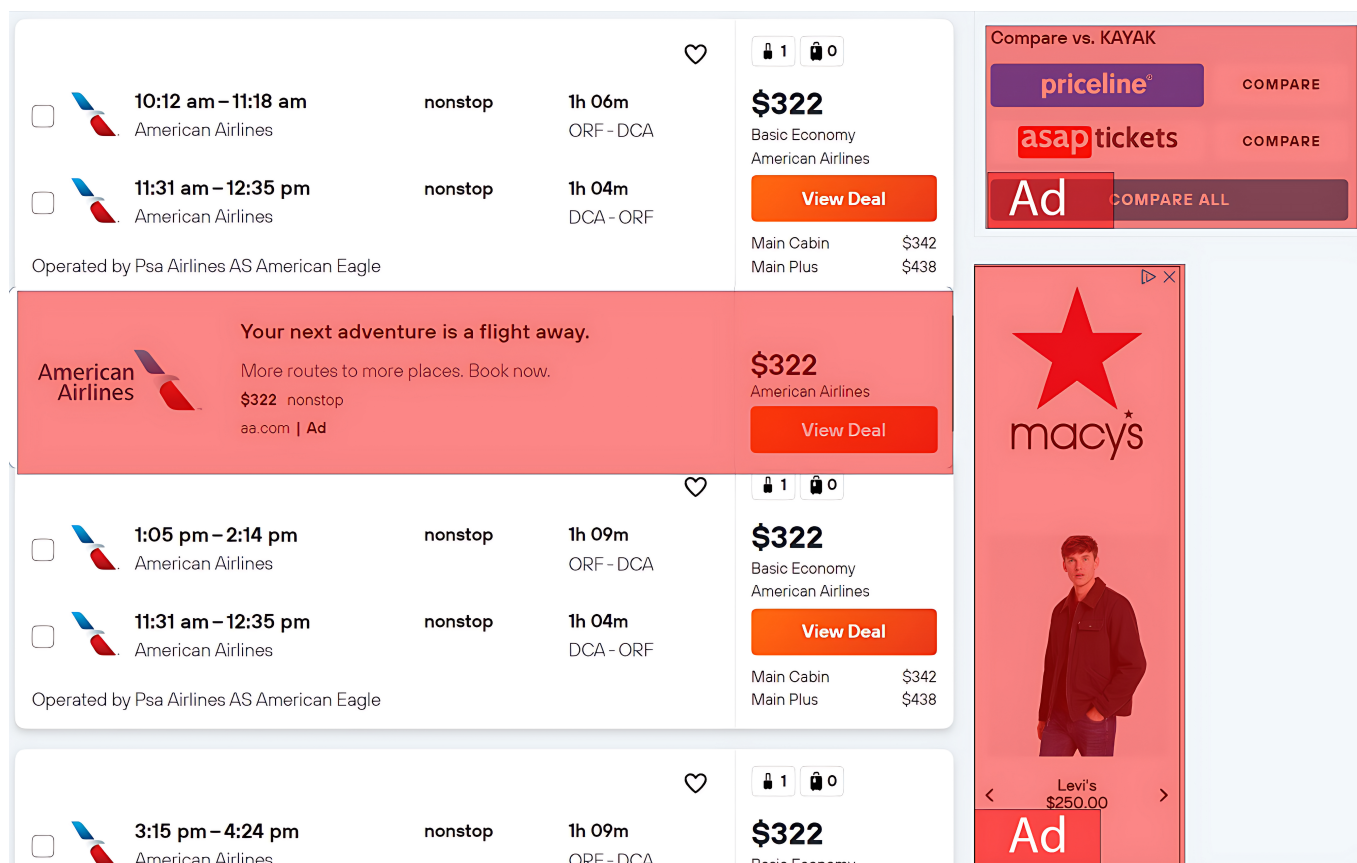 1 0
10:12 am – 11:18 am nonstop 1h 06m $322
American Airlines ORF - DCA Basic Economy
American Airlines
11:31 am – 12:35 pm nonstop 1h 04m View Deal
American Airlines DCA - ORF
Main Cabin $342
Operated by Psa Airlines AS American Eagle Main Plus $438
American Airlines
Your next adventure is a flight away.
More routes to more places. Book now.
$322 nonstop
aa.com | Ad
$322
American Airlines
View Deal
1 0
1:05 pm – 2:14 pm nonstop 1h 09m $322
American Airlines ORF - DCA Basic Economy
American Airlines
11:31 am – 12:35 pm nonstop 1h 04m View Deal
American Airlines DCA - ORF
Main Cabin $342
Operated by Psa Airlines AS American Eagle Main Plus $438
1 0
3:15 pm – 4:24 pm nonstop 1h 09m $322
American Airlines ORF - DCA Basic Economy
Compare vs. KAYAK
priceline® COMPARE
asap tickets COMPARE
Ad COMPARE ALL
macy's
Levi's
$250.00
Ad